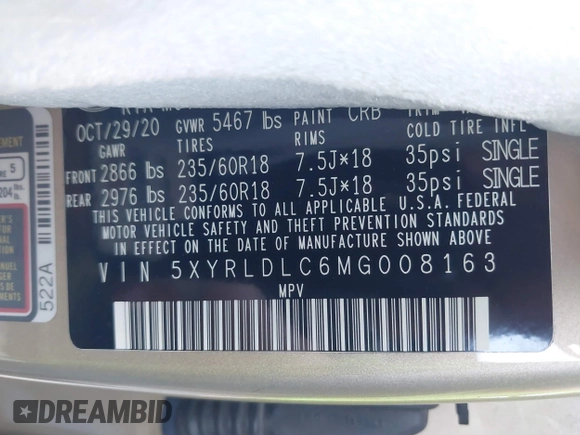 OCT/29/20 GVWR 5467 lbs PAINT CRB
GAWR TIRES RIMS COLD TIRE INFL
FRONT 2866 lbs 235/60R18 7.5J*18 35psi SINGLE
REAR 2976 lbs 235/60R18 7.5J*18 35psi SINGLE
THIS VEHICLE CONFORMS TO ALL APPLICABLE U.S.A. FEDERAL
MOTOR VEHICLE SAFETY AND THEFT PREVENTION STANDARDS
IN EFFECT ON THE DATE OF MANUFACTURE SHOWN ABOVE.
VIN 5XYRLDLC6MG008163
MPV
522A
DREAMBID